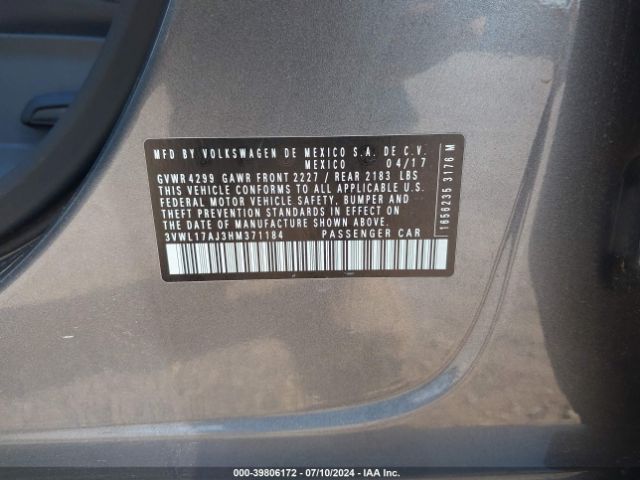 MFD BY VOLKSWAGEN DE MEXICO S.A. DE C.V.
MEXICO 04/17
GVWR 4299 GAWR FRONT 2227 / REAR 2183 LBS
THIS VEHICLE CONFORMS TO ALL APPLICABLE U.S.
FEDERAL MOTOR VEHICLE SAFETY, BUMPER AND
THEFT PREVENTION STANDARDS IN EFFECT ON
THE DATE OF MANUFACTURE SHOWN ABOVE.
3VWL17AJ3HM371184 PASSENGER CAR
1656235 3176 M
000-39806172 - 07/10/2024 - IAA Inc.